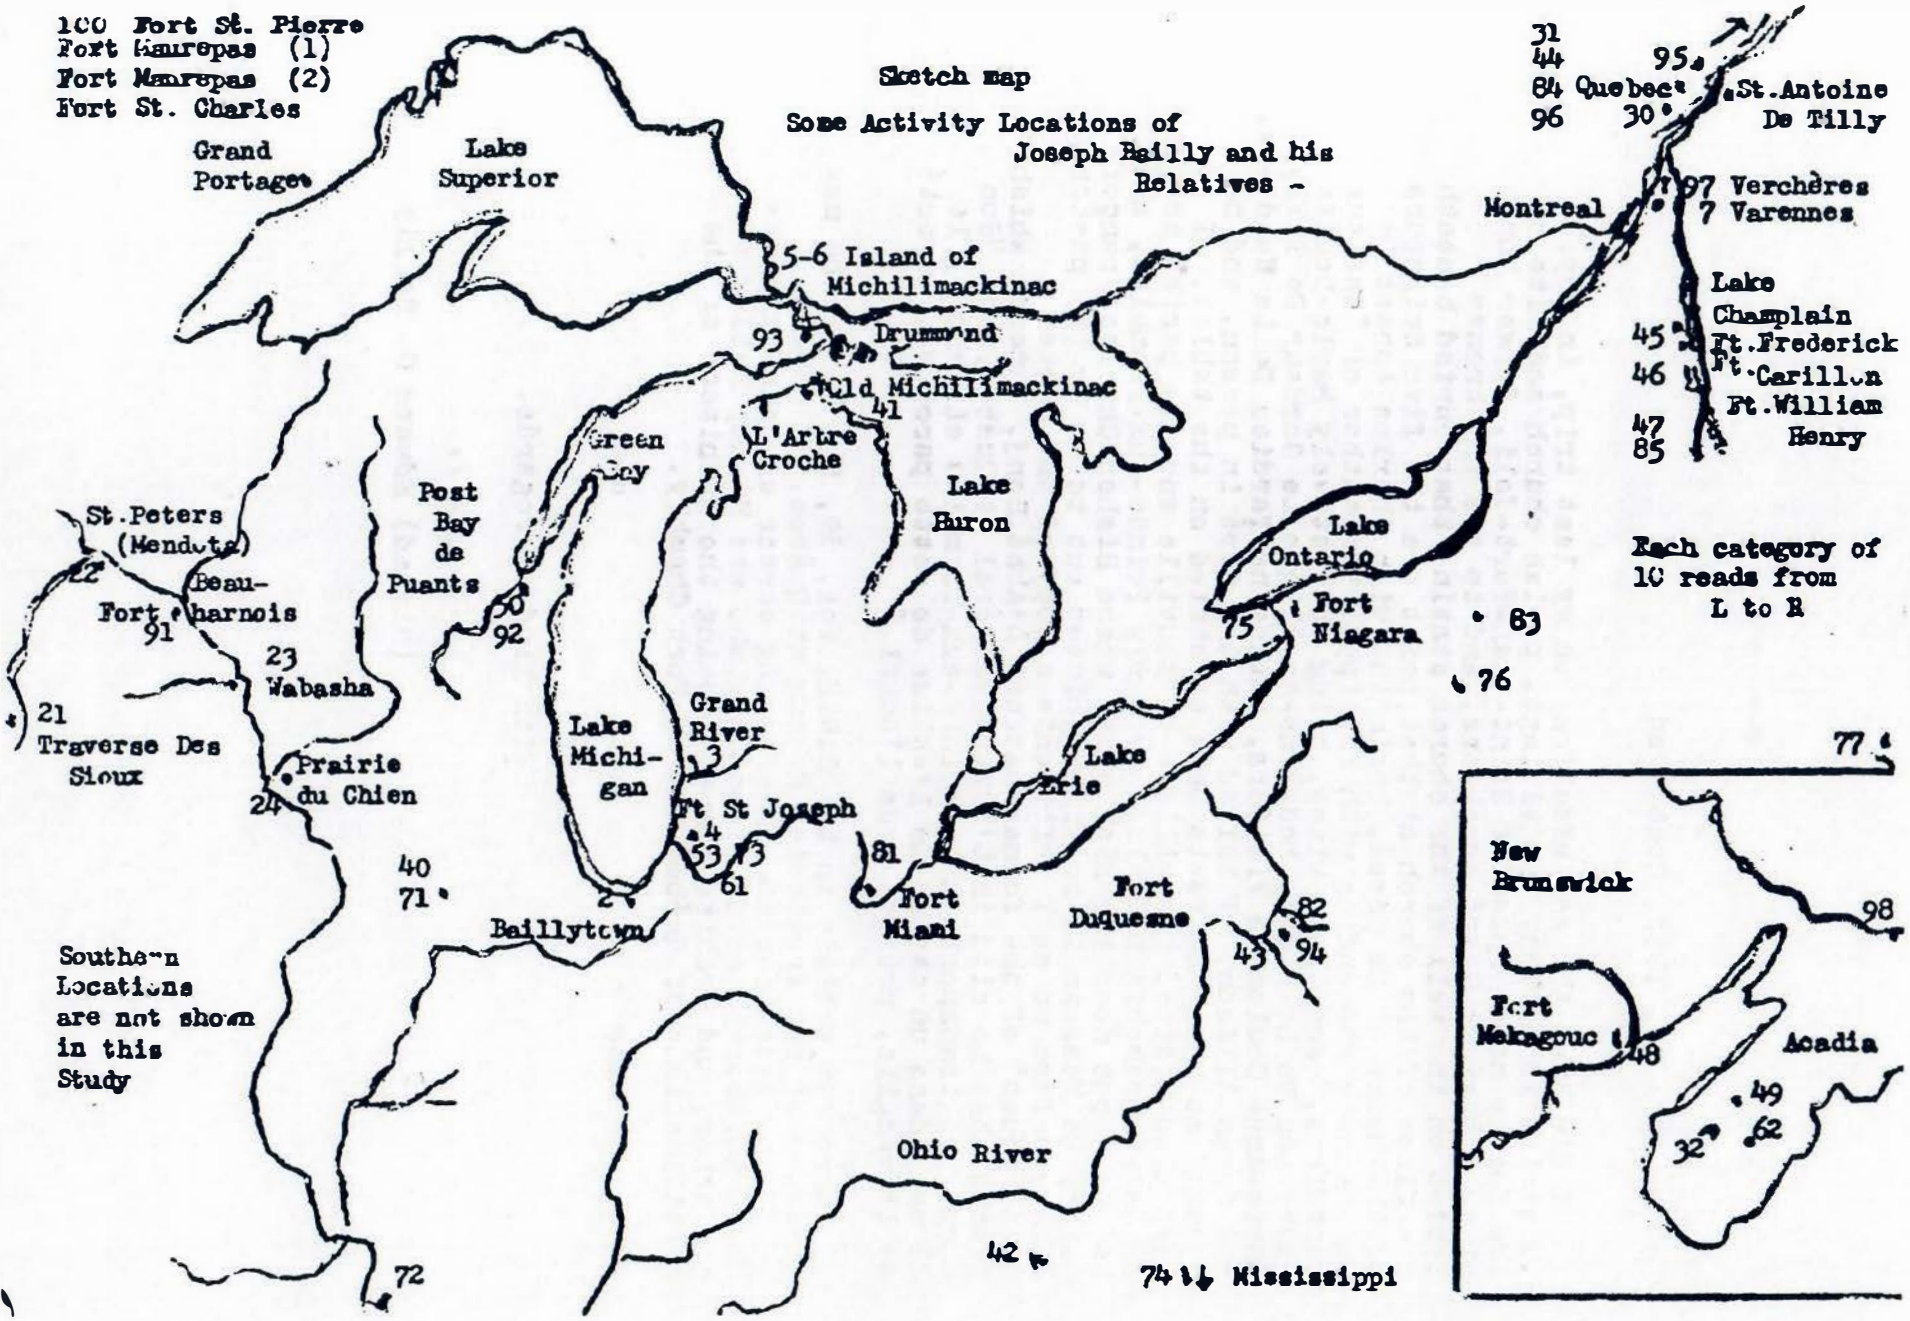 100 Fort St. Pierre
Fort Maurepas (1)
Fort Maurepas (2)
Fort St. Charles
Sketch map
Some Activity Locations of
Joseph Bailly and his
Relatives -
31
44
84
96
95
Quebec
30
St.Antoine
De Tilly
Grand
Portage
Lake
Superior
97 Verchères
7 Varennes
Montreal
5-6 Island of
Michilimackinac
Lake
Champlain
45
Ft.Frederick
46
Ft.
Carillon
Ft.William
Henry
47
85
93
Drummond
Old Michilimackinac
41
L'Arbre
Croche
Green
Bay
Lake
Huron
Post
Bay
de
Puants
50
92
St.Peters
(Mendota)
22
Beau-
Fort harnois
91
23
Wabasha
21
Traverse Des
Sioux
Prairie
du Chien
24
Lake
Ontario
75
Fort
Niagara
83
76
77
Each category of
10 reads from
L to R
Lake
Michi-
gan
Grand
River
3
Ft St Joseph
4
53
73
61
Lake
Erie
81
Fort
Miami
40
71
2
Baillytown
Fort
Duquesne
82
43
94
Southern
Locations
are not shown
in this
Study
New
Brunswick
98
Fort
Mekagouc
48
Acadia
49
32
62
Ohio River
42
72
74 Mississippi